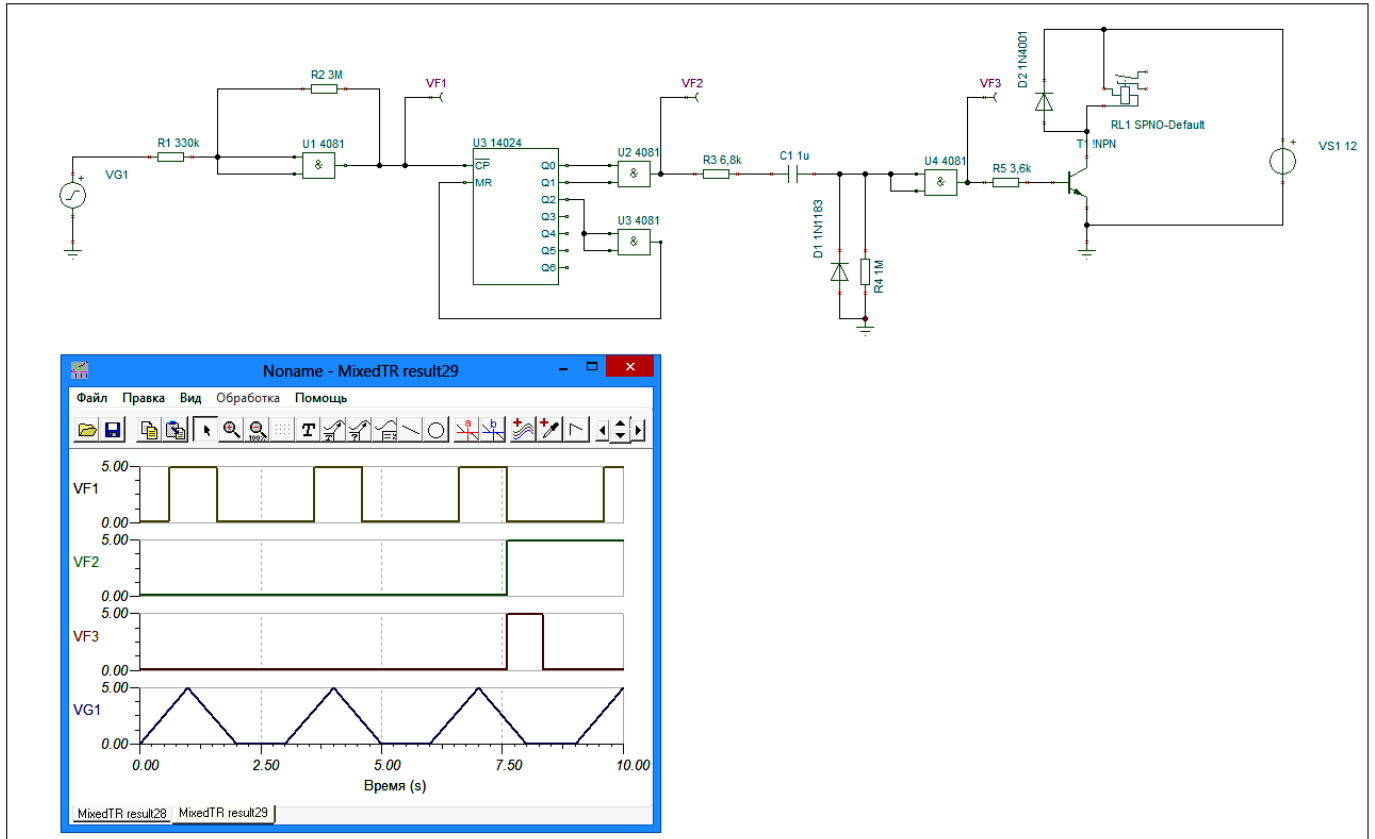 R2 3M
VF1
R1 330k
U1 4081
&
VG1
+
U3 14024
CP
MR
Q0
Q1
Q2
Q3
Q4
Q5
Q6
U2 4081
&
U3 4081
&
VF2
R3 6,8k
C1 1u
D1 1N1183
R4 1M
U4 4081
&
VF3
R5 3,6k
D2 1N4001
RL1 SPNO-Default
T1 !NPN
+
VS1 12
Noname - MixedTR result29
Файл Правка Вид Обработка Помощь
100%
T
a
b
5.00
VF1
0.00
5.00
VF2
0.00
5.00
VF3
0.00
5.00
VG1
0.00
0.00 2.50 5.00 7.50 10.00
Время (s)
MixedTR result28 MixedTR result29